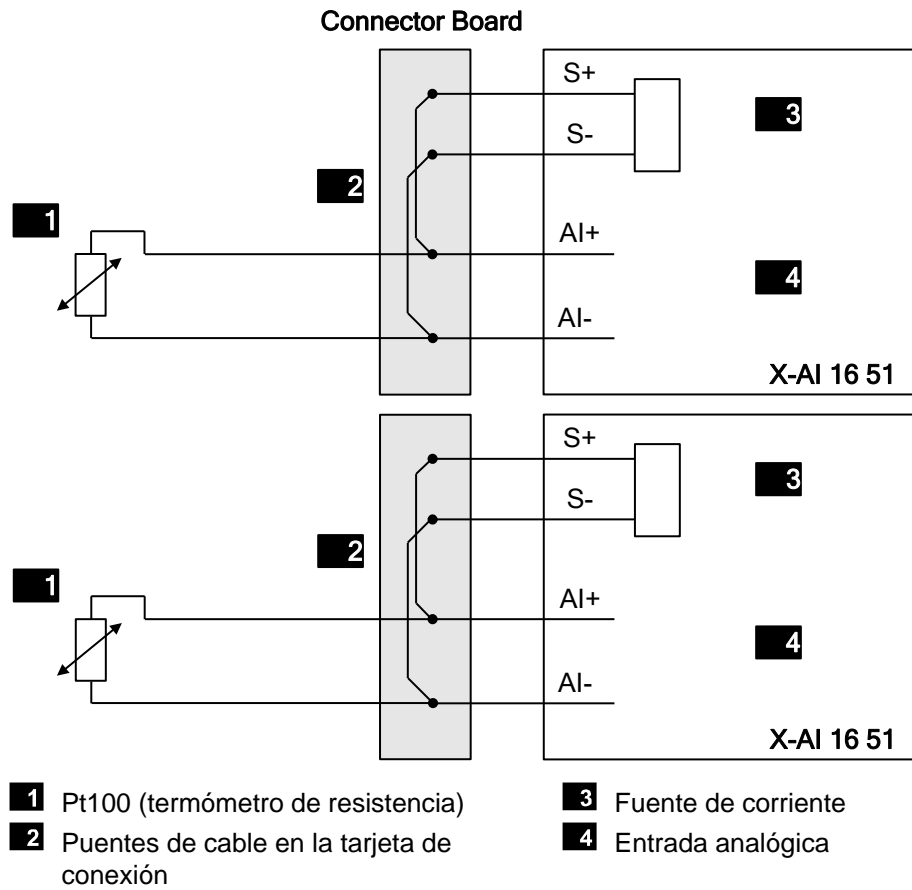 Connector Board
S+
3
S-
2
1
AI+
4
AI-
X-AI 16 51
S+
3
S-
2
1
AI+
4
AI-
X-AI 16 51
1 Pt100 (termómetro de resistencia)
2 Puentes de cable en la tarjeta de
conexión
3 Fuente de corriente
4 Entrada analógica